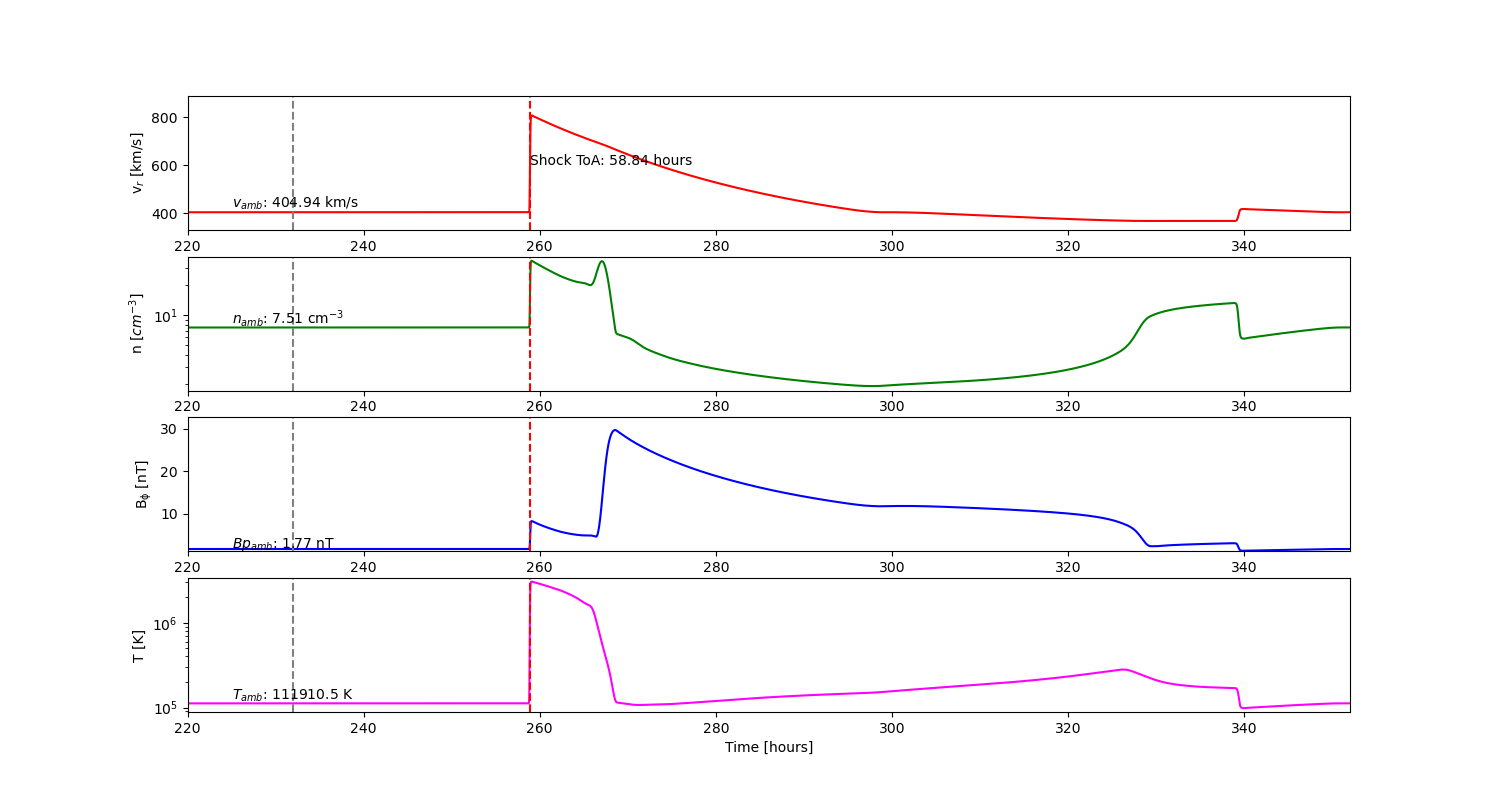 800
600
400
v_r [km/s]
Shock ToA: 58.84 hours
v_amb: 404.94 km/s
220 240 260 280 300 320 340
10^1
n [cm^-3]
n_amb: 7.51 cm^-3
220 240 260 280 300 320 340
30
20
10
B_ϕ [nT]
Bp_amb: 1.77 nT
220 240 260 280 300 320 340
10^6
10^5
T [K]
T_amb: 111910.5 K
220 240 260 280 300 320 340
Time [hours]